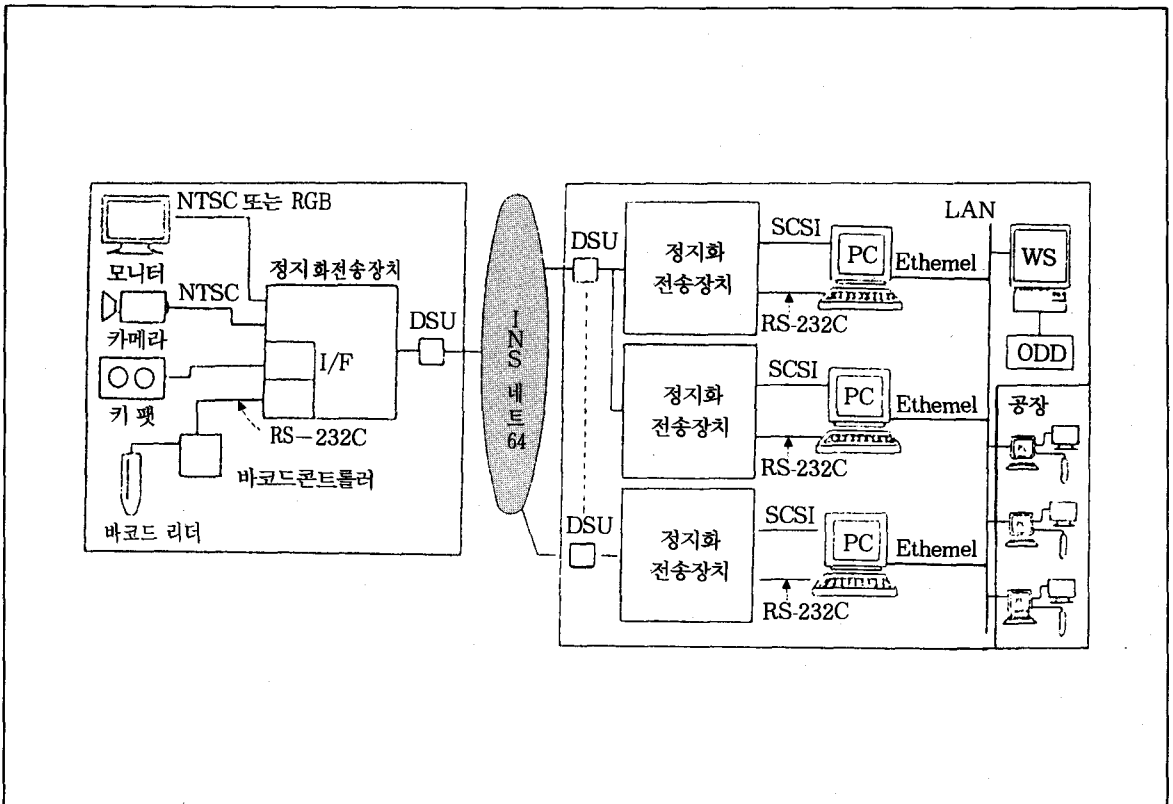 NTSC 또는 RGB
모니터
정지화전송장치
NTSC
카메라
I/F
DSU
키 팻
RS-232C
바코드콘트롤러
바코드 리더
INS 네트 64
DSU
정지화
전송장치
SCSI
PC
RS-232C
Ethemel
LAN
WS
ODD
정지화
전송장치
SCSI
PC
RS-232C
Ethemel
공장
DSU
정지화
전송장치
SCSI
PC
RS-232C
Ethemel